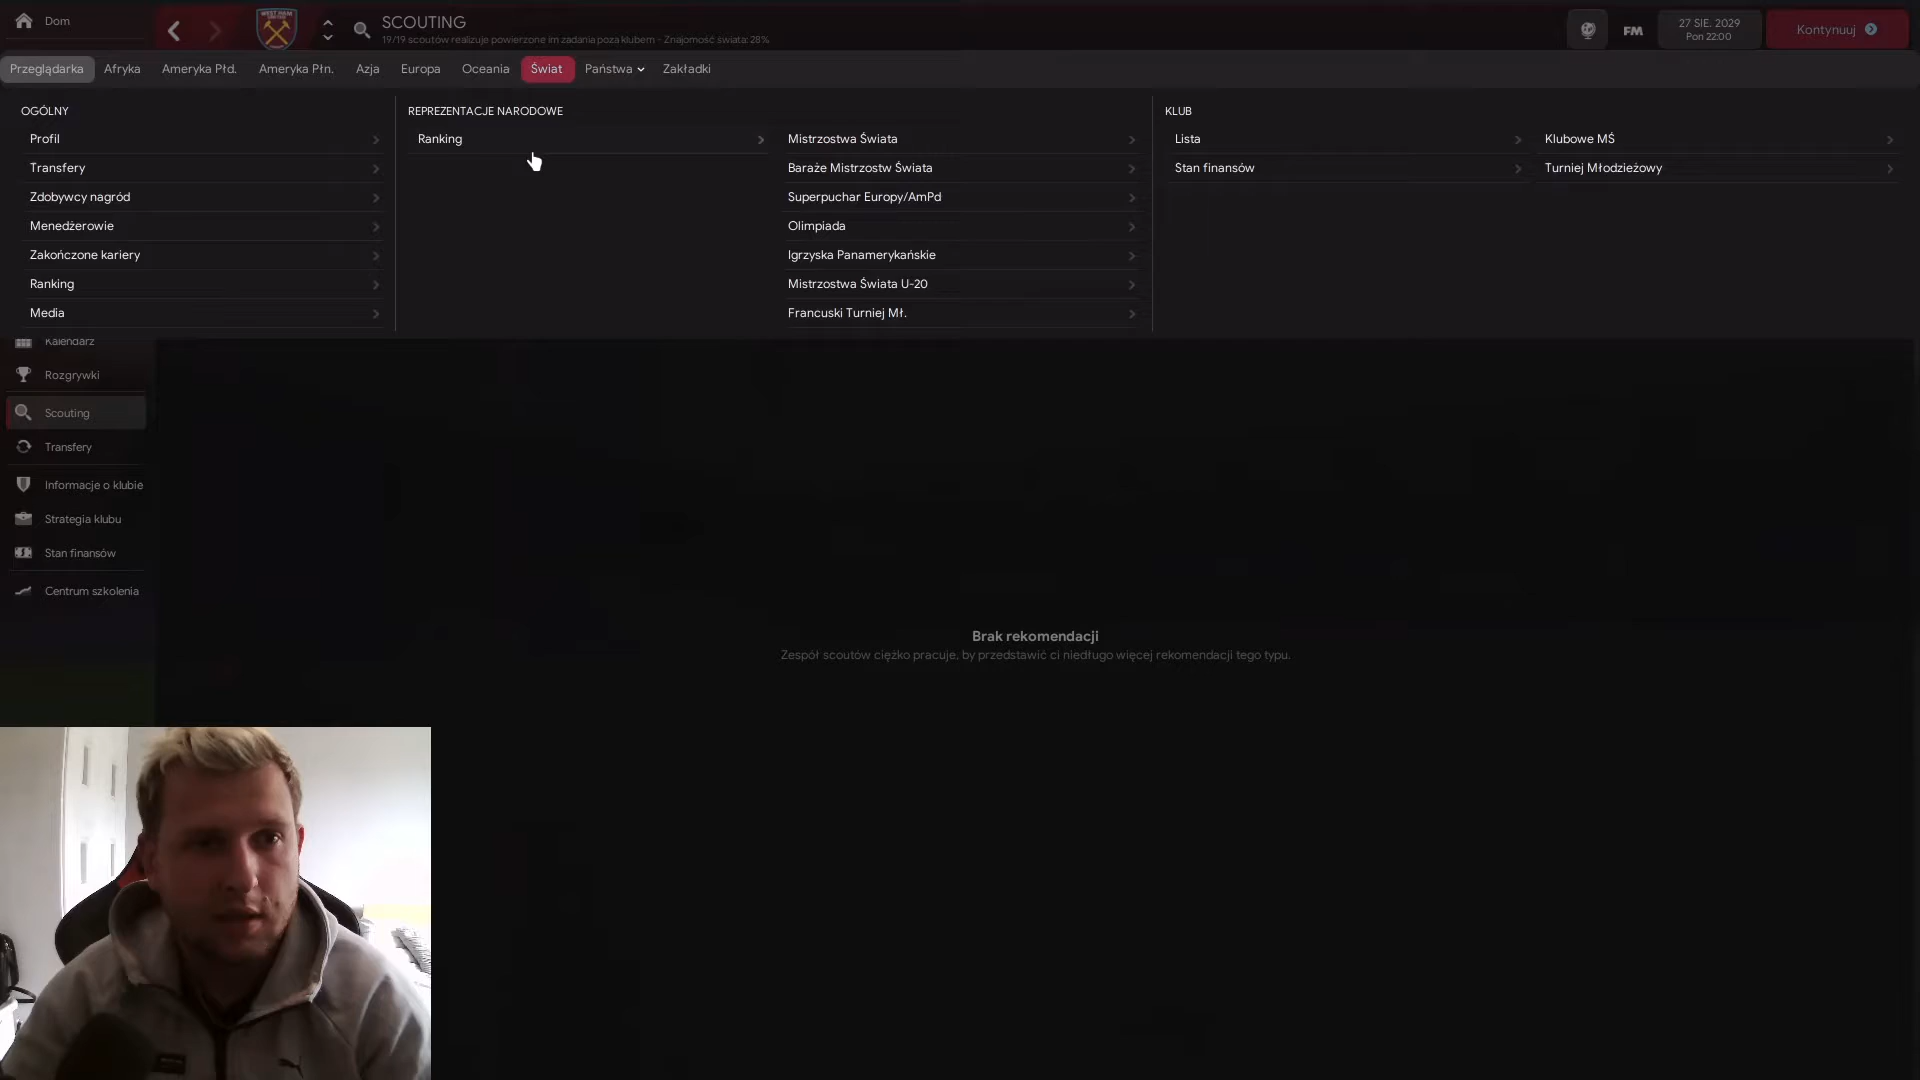 Dom
WEST HAM
UNITED
SCOUTING
19/19 scoutów realizuje powierzone im zadania poza klubem - Znajomość świata: 28%
FM
27 SIE. 2029
Pon 22:00
Kontynuuj
Przeglądarka
Afryka
Ameryka Płd.
Ameryka Płn.
Azja
Europa
Oceania
Świat
Państwa
Zakładki
OGÓLNY
Profil
Transfery
Zdobywcy nagród
Menedżerowie
Zakończone kariery
Ranking
Media
REPREZENTACJE NARODOWE
Ranking
Mistrzostwa Świata
Baraże Mistrzostw Świata
Superpuchar Europy/AmPd
Olimpiada
Igrzyska Panamerykańskie
Mistrzostwa Świata U-20
Francuski Turniej Mł.
KLUB
Lista
Stan finansów
Klubowe MŚ
Turniej Młodzieżowy
Kalendarz
Rozgrywki
Scouting
Transfery
Informacje o klubie
Strategia klubu
Stan finansów
Centrum szkolenia
Brak rekomendacji
Zespół scoutów ciężko pracuje, by przedstawić ci niedługo więcej rekomendacji tego typu.